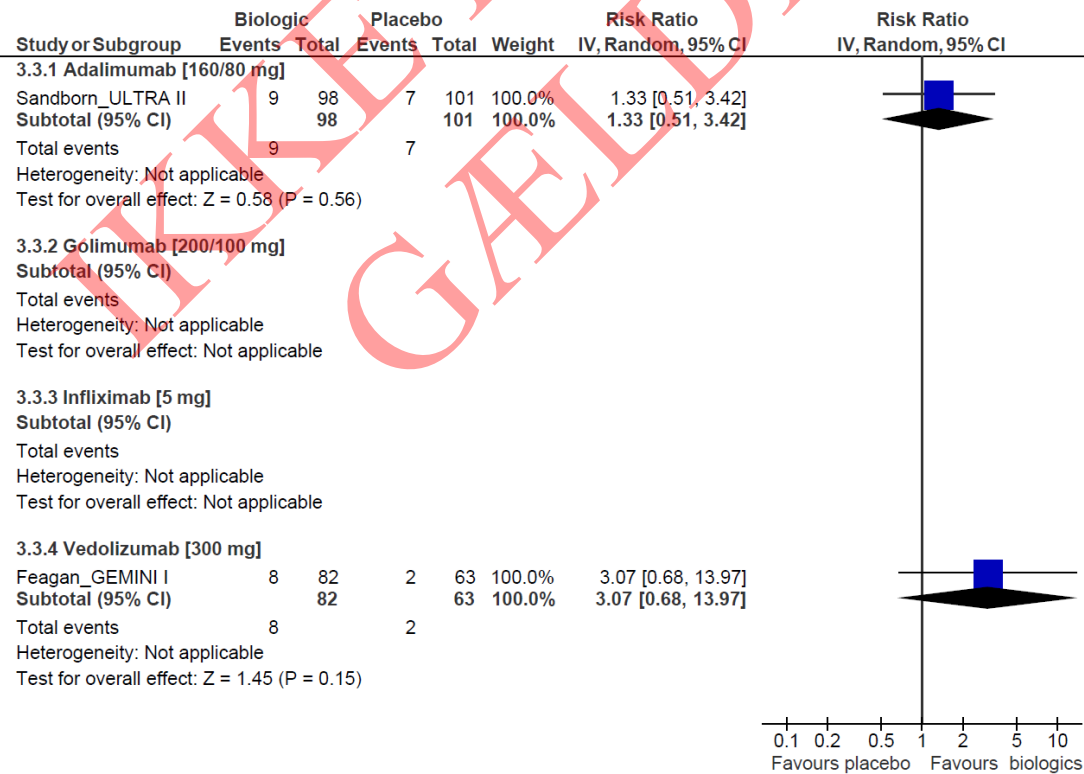 Biologic Placebo Risk Ratio Risk Ratio
Study or Subgroup Events Total Events Total Weight IV, Random, 95% CI IV, Random, 95% CI
3.3.1 Adalimumab [160/80 mg]
Sandborn_ULTRA II 9 98 7 101 100.0% 1.33 [0.51, 3.42]
Subtotal (95% CI) 98 101 100.0% 1.33 [0.51, 3.42]
Total events 9 7
Heterogeneity: Not applicable
Test for overall effect: Z = 0.58 (P = 0.56)
3.3.2 Golimumab [200/100 mg]
Subtotal (95% CI)
Total events
Heterogeneity: Not applicable
Test for overall effect: Not applicable
3.3.3 Infliximab [5 mg]
Subtotal (95% CI)
Total events
Heterogeneity: Not applicable
Test for overall effect: Not applicable
3.3.4 Vedolizumab [300 mg]
Feagan_GEMINI I 8 82 2 63 100.0% 3.07 [0.68, 13.97]
Subtotal (95% CI) 82 63 100.0% 3.07 [0.68, 13.97]
Total events 8 2
Heterogeneity: Not applicable
Test for overall effect: Z = 1.45 (P = 0.15)
0.1 0.2 0.5 1 2 5 10
Favours placebo Favours biologics
IKKE